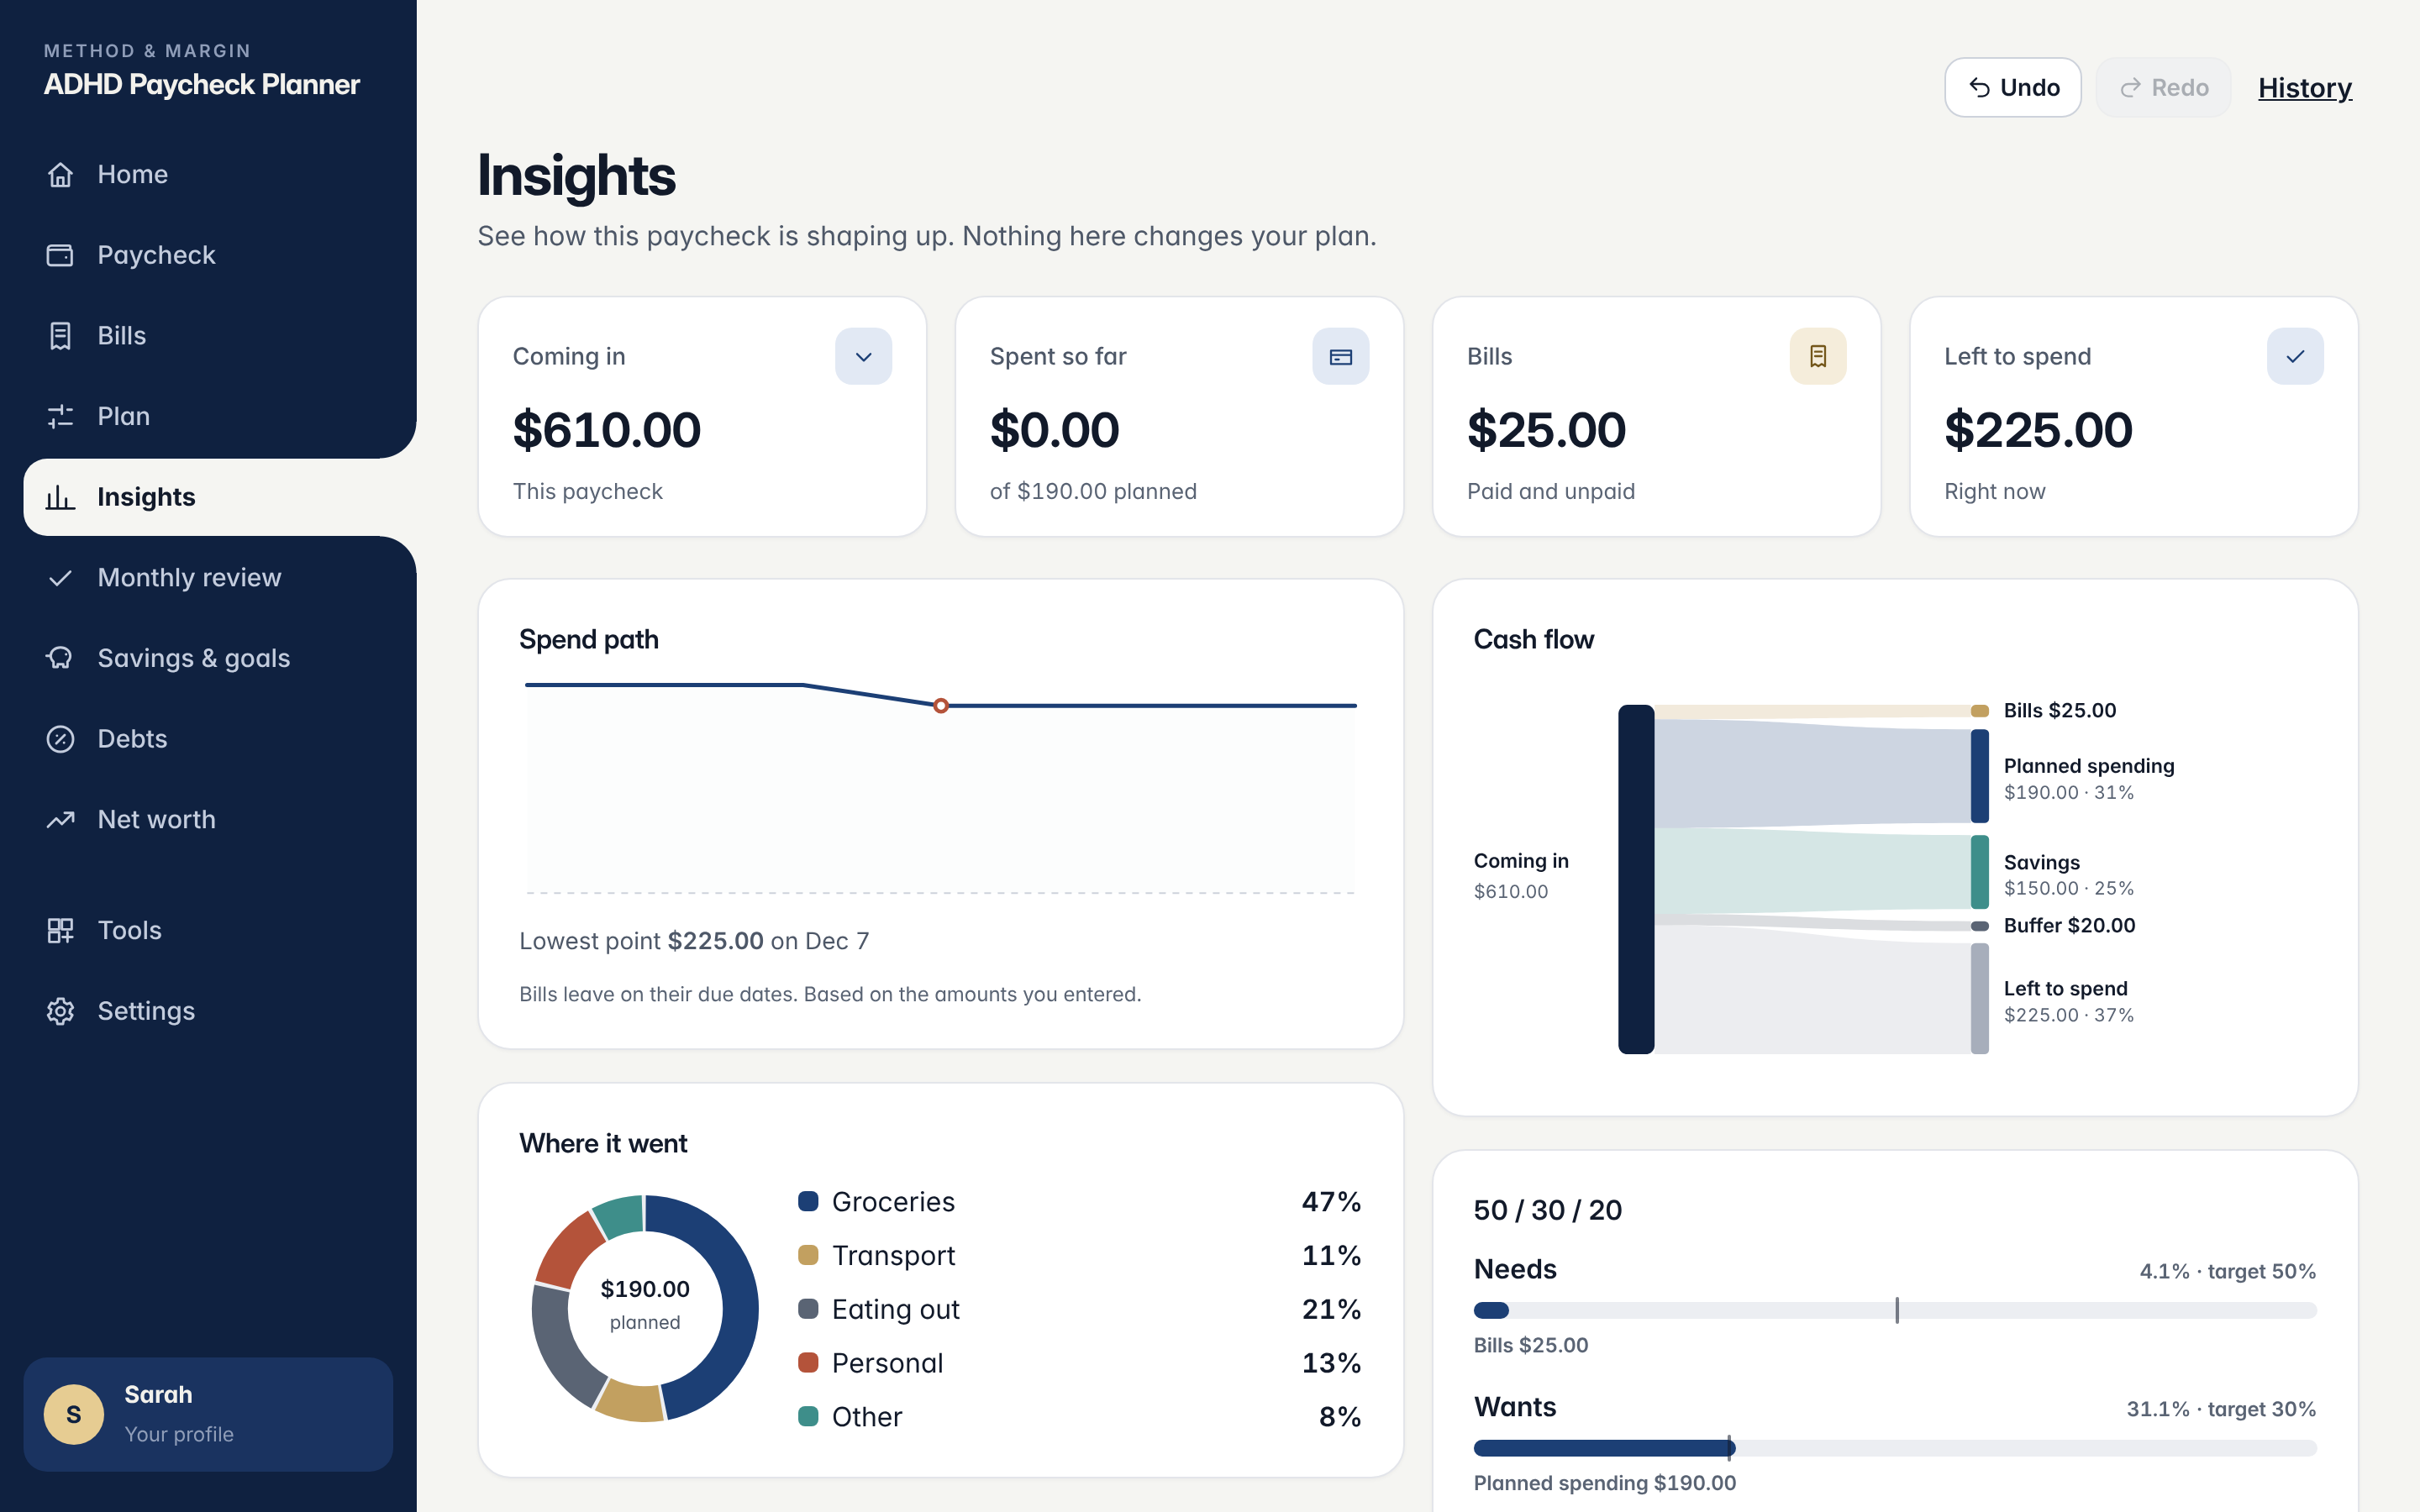 METHOD & MARGIN
ADHD Paycheck Planner
Home
Paycheck
Bills
Plan
Insights
Monthly review
Savings & goals
Debts
Net worth
Tools
Settings
S
Sarah
Your profile
Undo
Redo
History
Insights
See how this paycheck is shaping up. Nothing here changes your plan.
Coming in
$610.00
This paycheck
Spent so far
$0.00
of $190.00 planned
Bills
$25.00
Paid and unpaid
Left to spend
$225.00
Right now
Spend path
Lowest point $225.00 on Dec 7
Bills leave on their due dates. Based on the amounts you entered.
Cash flow
Coming in
$610.00
Bills $25.00
Planned spending
$190.00 · 31%
Savings
$150.00 · 25%
Buffer $20.00
Left to spend
$225.00 · 37%
Where it went
$190.00
planned
Groceries 47%
Transport 11%
Eating out 21%
Personal 13%
Other 8%
50 / 30 / 20
Needs 4.1% · target 50%
Bills $25.00
Wants 31.1% · target 30%
Planned spending $190.00